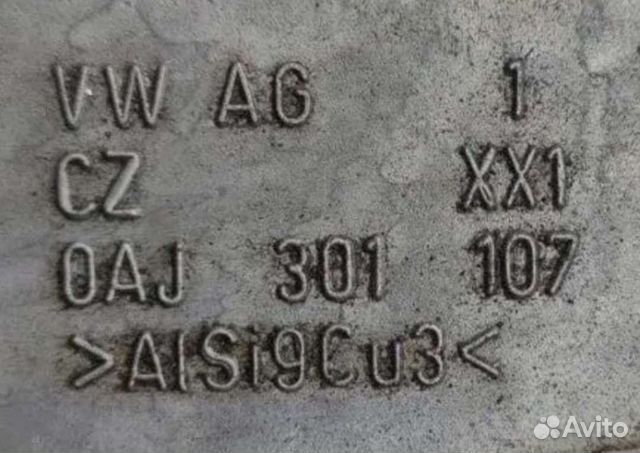 VW AG 1
CZ XX1
0AJ 301 107
>AlSi9Cu3<
Avito